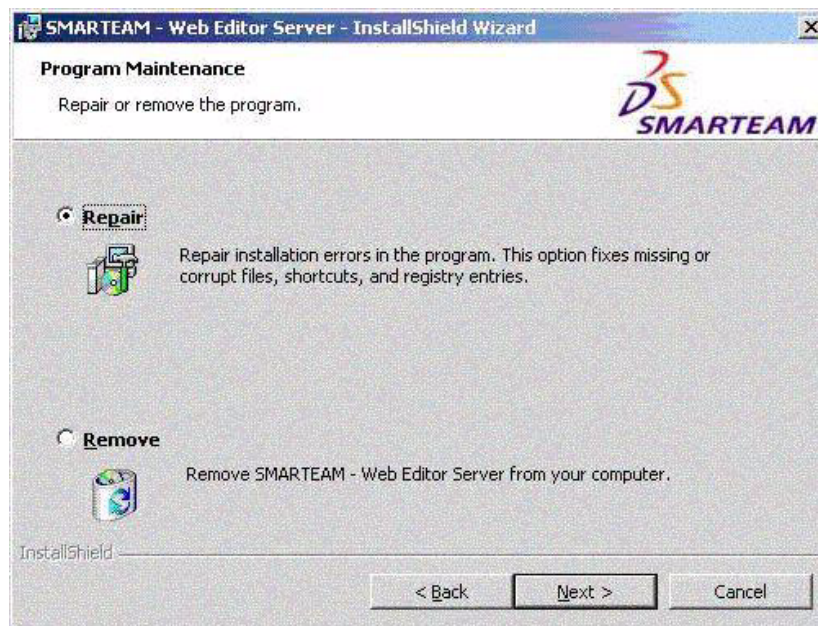 SMARTEAM - Web Editor Server - InstallShield Wizard
Program Maintenance
Repair or remove the program.
DS
SMARTEAM
Repair
Repair installation errors in the program. This option fixes missing or
corrupt files, shortcuts, and registry entries.
Remove
Remove SMARTEAM - Web Editor Server from your computer.
InstallShield
< Back
Next >
Cancel